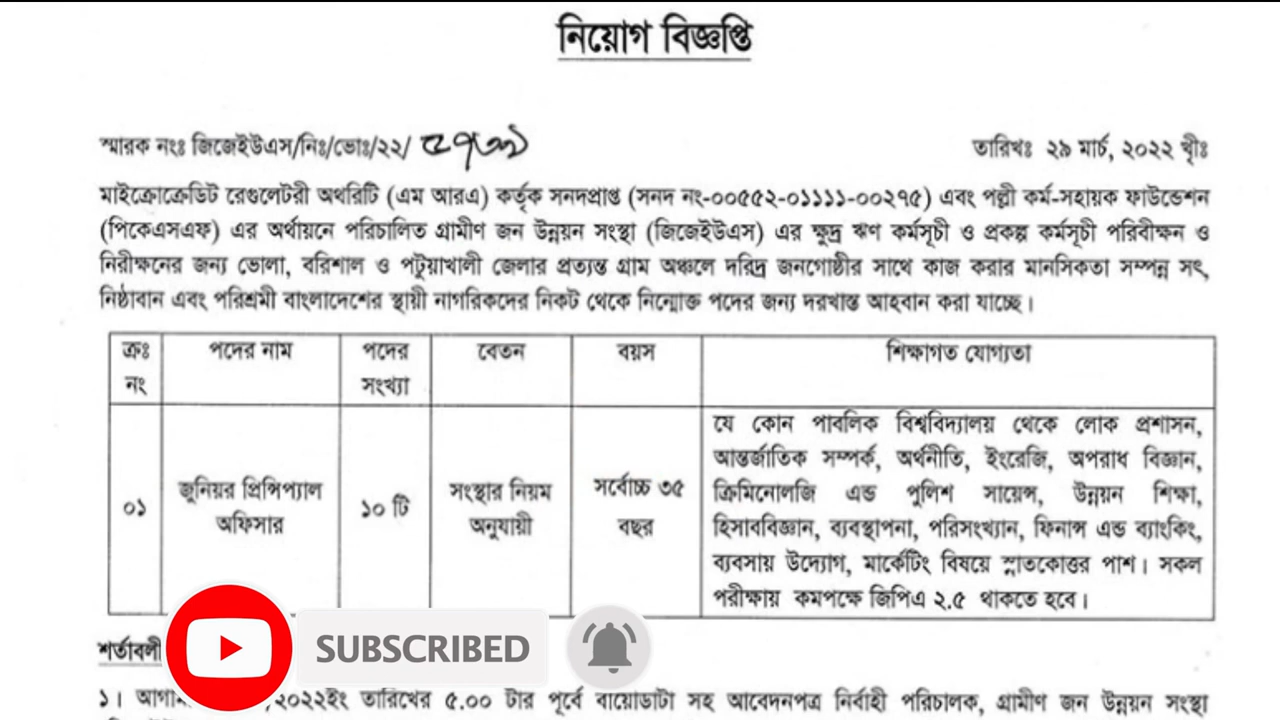 নিয়োগ বিজ্ঞপ্তি
স্মারক নংঃ জিজেইউএস/নিঃ/ভোঃ/২২/
তারিখঃ ২৯ মার্চ, ২০২২ খ্রীঃ
মাইক্রোক্রেডিট রেগুলেটরী অথরিটি (এম আরএ) কর্তৃক সনদপ্রাপ্ত (সনদ নং-০০৫৫২-০১১১১-০০২৭৫) এবং পল্লী কর্ম-সহায়ক ফাউন্ডেশন
(পিকেএসএফ) এর অর্থায়নে পরিচালিত গ্রামীণ জন উন্নয়ন সংস্থা (জিজেইউএস) এর ক্ষুদ্র ঋণ কর্মসূচী ও প্রকল্প কর্মসূচী পরিবীক্ষন ও
নিরীক্ষনের জন্য ভোলা, বরিশাল ও পটুয়াখালী জেলার প্রত্যন্ত গ্রাম অঞ্চলে দরিদ্র জনগোষ্ঠীর সাথে কাজ করার মানসিকতা সম্পন্ন সৎ,
নিষ্ঠাবান এবং পরিশ্রমী বাংলাদেশের স্থায়ী নাগরিকদের নিকট থেকে নিম্মোক্ত পদের জন্য দরখাস্ত আহবান করা যাচ্ছে।
ক্রঃ নং
পদের নাম
পদের সংখ্যা
বেতন
বয়স
শিক্ষাগত যোগ্যতা
০১
জুনিয়র প্রিন্সিপ্যাল
অফিসার
১০ টি
সংস্থার নিয়ম
অনুযায়ী
সর্বোচ্চ ৩৫
বছর
যে কোন পাবলিক বিশ্ববিদ্যালয় থেকে লোক প্রশাসন,
আন্তর্জাতিক সম্পর্ক, অর্থনীতি, ইংরেজি, অপরাধ বিজ্ঞান,
ক্রিমিনোলজি এন্ড পুলিশ সায়েন্স, উন্নয়ন শিক্ষা,
হিসাববিজ্ঞান, ব্যবস্থাপনা, পরিসংখ্যান, ফিনান্স এন্ড ব্যাংকিং,
ব্যবসায় উদ্যোগ, মার্কেটিং বিষয়ে স্নাতকোত্তর পাশ। সকল
পরীক্ষায় কমপক্ষে জিপিএ ২.৫ থাকতে হবে।
শর্তাবলী
SUBSCRIBED
১। /২০২২ইং তারিখের ৫.০০ টার পূর্বে বায়োডাটা সহ আবেদনপত্র নির্বাহী পরিচালক, গ্রামীণ জন উন্নয়ন সংস্থা